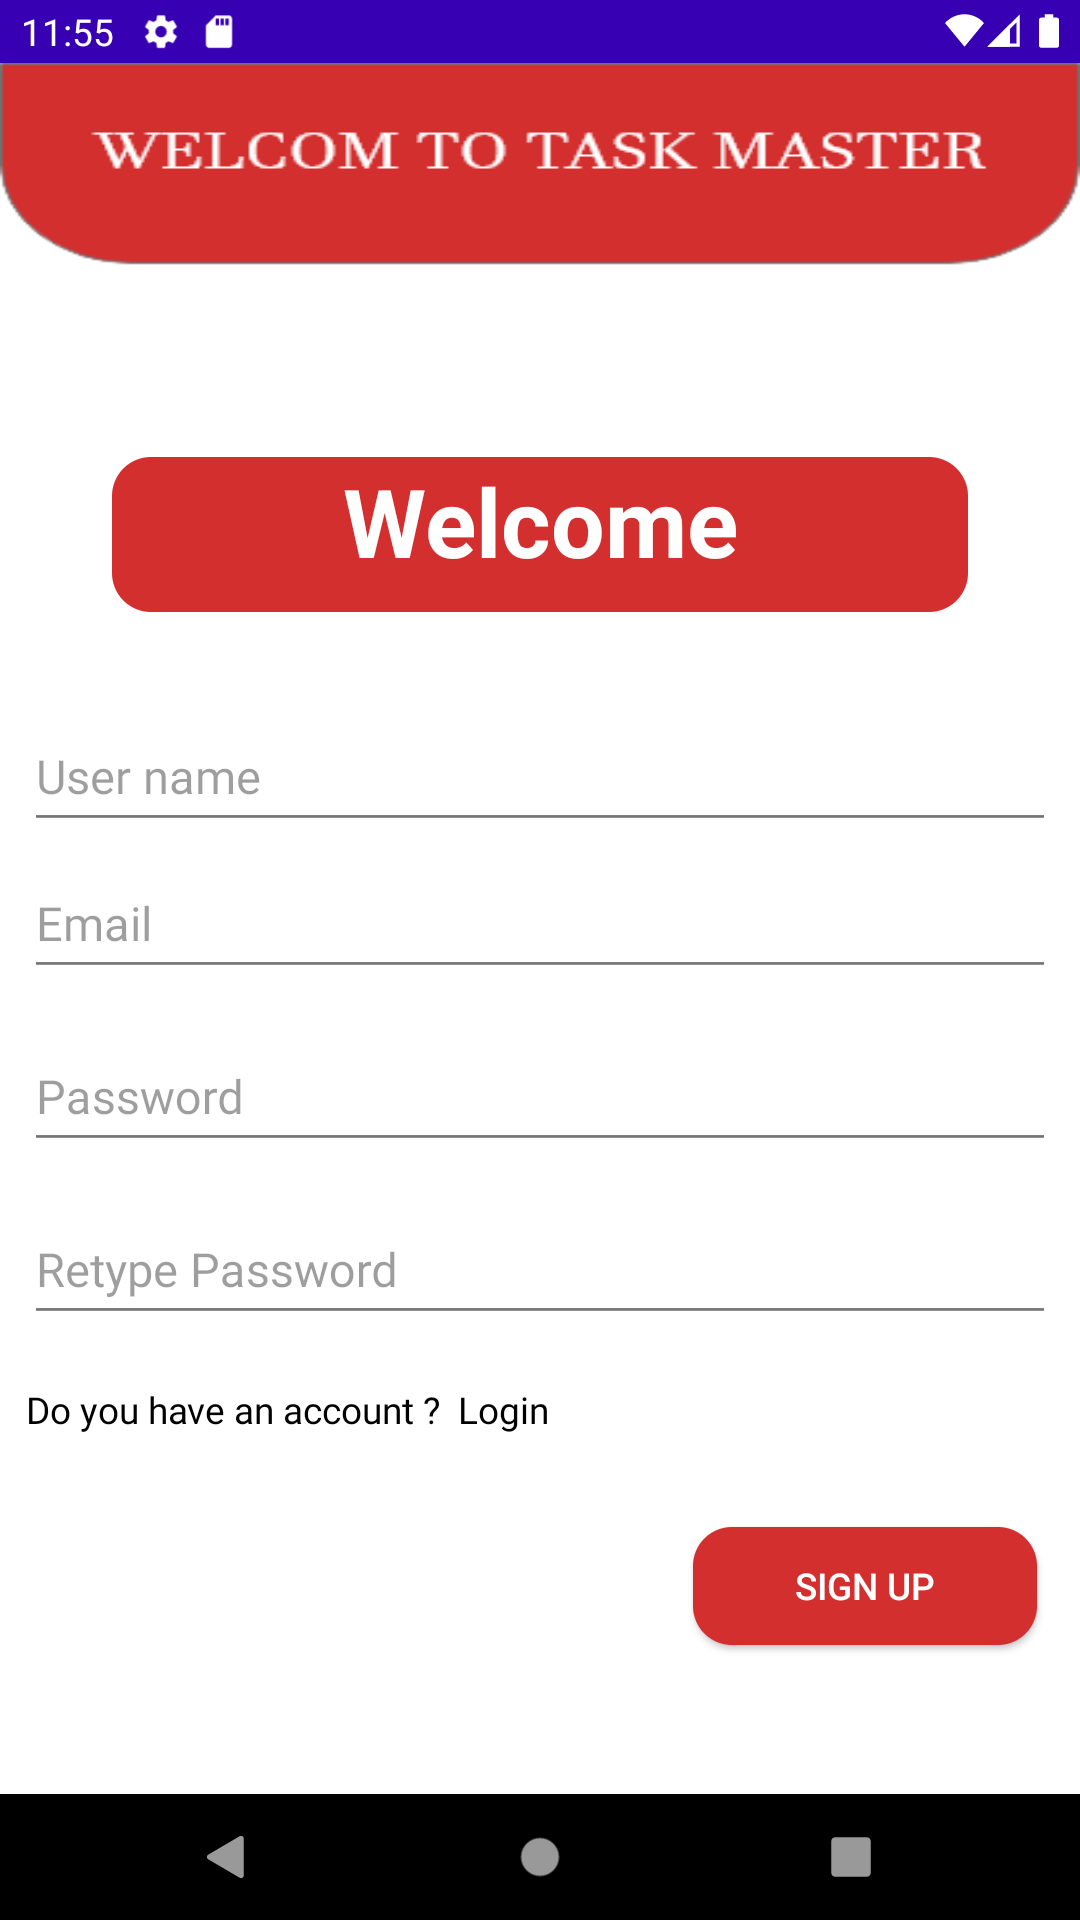 11:55
WELCOM TO TASK MASTER
Welcome
User name
Email
Password
Retype Password
Do you have an account ? Login
SIGN UP